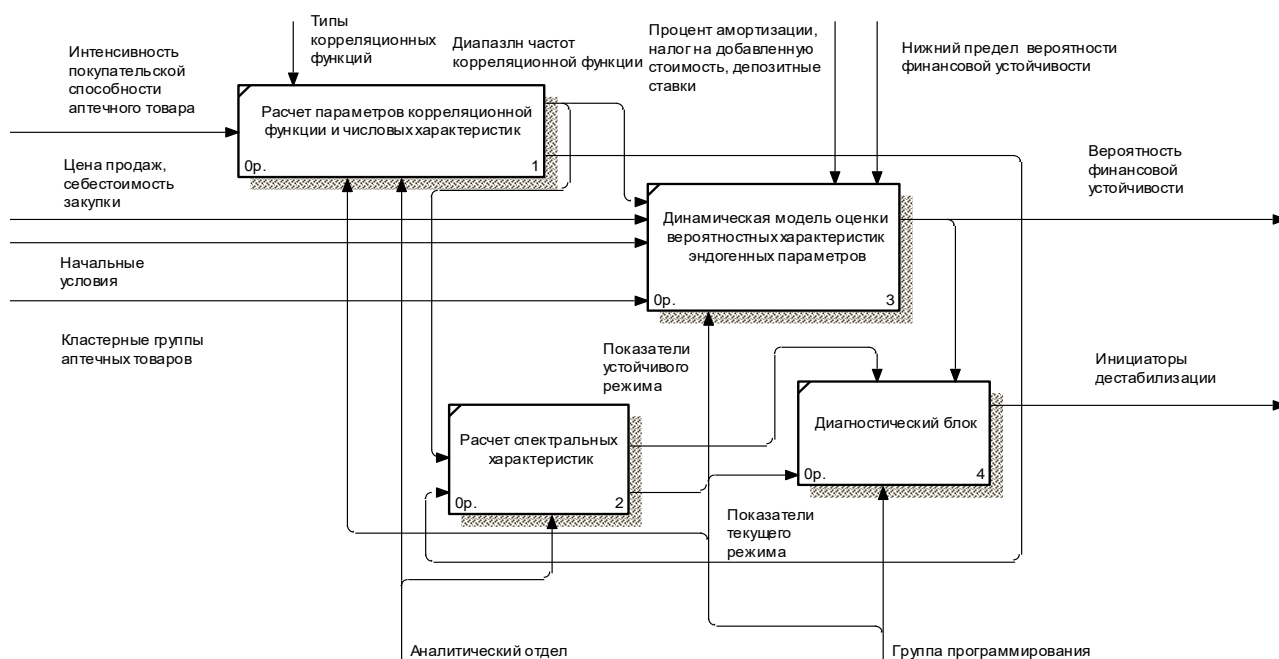 Типы
корреляционных
функций
Интенсивность
покупательской
способности
аптечного товара
Диапазлн частот
корреляционной функции
Процент амортизации,
налог на добавленную
стоимость, депозитные
ставки
Нижний предел вероятности
финансовой устойчивости
Расчет параметров корреляционной
функции и числовых характеристик
0р. 1
Цена продаж,
себестоимость
закупки
Вероятность
финансовой
устойчивости
Динамическая модель оценки
вероятностных характеристик
эндогенных параметров
0р. 3
Начальные
условия
Кластерные группы
аптечных товаров
Показатели
устойчивого
режима
Инициаторы
дестабилизации
Расчет спектральных
характеристик
0р. 2
Диагностический блок
0р. 4
Показатели
текущего
режима
Аналитический отдел
Группа программирования